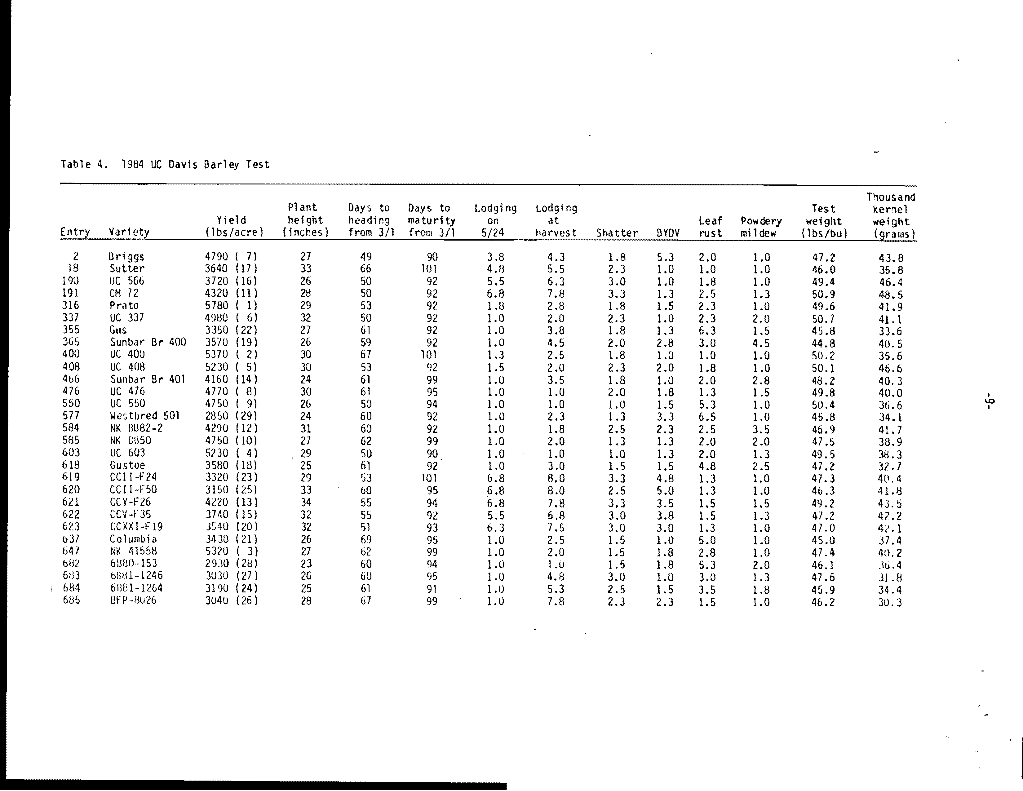 Table 4. 1984 UC Davis Barley Test
Entry Variety Yield (lbs/acre) Plant height (inches) Days to heading from 3/1 Days to maturity from 3/1 Lodging on 5/24 Lodging at harvest Shatter BYDV Leaf rust Powdery mildew Test weight (lbs/bu) Thousand kernel weight (grams)
2 Briggs 4790 ( 7) 27 49 90 3.8 4.3 1.8 5.3 2.0 1.0 47.2 43.8
18 Sutter 3640 (17) 33 66 101 4.8 5.5 2.3 1.0 1.0 1.0 46.0 35.8
190 UC 566 3720 (16) 26 50 92 5.5 6.3 3.0 1.0 1.8 1.0 49.4 46.4
191 CM 72 4320 (11) 28 50 92 6.8 7.8 3.3 1.3 2.5 1.3 50.9 48.5
316 Prato 5780 ( 1) 29 53 92 1.8 2.8 1.8 1.5 2.3 1.0 49.6 41.9
337 UC 337 4980 ( 6) 32 50 92 1.0 2.0 2.3 1.0 2.3 2.0 50.7 41.1
355 Gus 3350 (22) 27 61 92 1.0 3.8 1.8 1.3 6.3 1.5 45.8 33.6
365 Sunbar Br 400 3570 (19) 26 59 92 1.0 4.5 2.0 2.8 3.0 4.5 44.8 40.5
400 UC 400 5370 ( 2) 30 67 101 1.3 2.5 1.8 1.0 1.0 1.0 50.2 35.6
408 UC 408 5230 ( 5) 30 53 92 1.5 2.0 2.3 2.0 1.8 1.0 50.1 46.6
466 Sunbar Br 401 4160 (14) 24 61 99 1.0 3.5 1.8 1.0 2.0 2.8 48.2 40.3
476 UC 476 4770 ( 8) 30 61 95 1.0 1.0 2.0 1.8 1.3 1.5 49.8 40.0
550 UC 550 4750 ( 9) 26 50 94 1.0 1.0 1.0 1.5 5.3 1.0 50.4 36.6
577 Westbred 501 2850 (29) 24 60 92 1.0 2.3 1.3 3.3 6.5 1.0 45.8 34.1
584 NK 8082-2 4290 (12) 31 60 92 1.0 1.8 2.5 2.3 2.5 3.5 46.9 41.7
585 NK 0850 4750 (10) 27 62 99 1.0 2.0 1.3 1.3 2.0 2.0 47.5 38.9
603 UC 603 5230 ( 4) 29 50 90 1.0 1.0 1.0 1.3 2.0 1.3 49.5 38.3
618 Gustoe 3580 (18) 25 61 92 1.0 3.0 1.5 1.5 4.8 2.5 47.2 32.7
619 CCII-F24 3320 (23) 29 53 101 6.8 8.0 3.3 4.8 1.3 1.0 47.3 40.4
620 CCII-F50 3150 (25) 33 60 95 6.8 8.0 2.5 5.0 1.3 1.0 46.3 41.8
621 CCV-F26 4220 (13) 34 55 94 6.8 7.8 3.3 3.5 1.5 1.5 49.2 43.5
622 CCV-F35 3740 (15) 32 55 92 5.5 6.8 3.0 3.8 1.5 1.3 47.2 47.2
623 CCXXI-F19 3540 (20) 32 51 93 6.3 7.5 3.0 3.0 1.3 1.0 47.0 42.1
637 Columbia 3430 (21) 26 69 95 1.0 2.5 1.5 1.0 5.0 1.0 45.0 37.4
647 NK 41558 5320 ( 3) 27 62 99 1.0 2.0 1.5 1.8 2.8 1.0 47.4 40.2
682 6880-153 2930 (28) 23 60 94 1.0 1.0 1.5 1.8 5.3 2.0 46.1 36.4
683 6881-1246 3030 (27) 26 60 95 1.0 4.8 3.0 1.0 3.0 1.3 47.6 31.8
684 6881-1264 3190 (24) 25 61 91 1.0 5.3 2.5 1.5 3.5 1.8 45.9 34.4
685 BFP-8026 3040 (26) 28 67 99 1.0 7.8 2.3 2.3 1.5 1.0 46.2 30.3
-9-